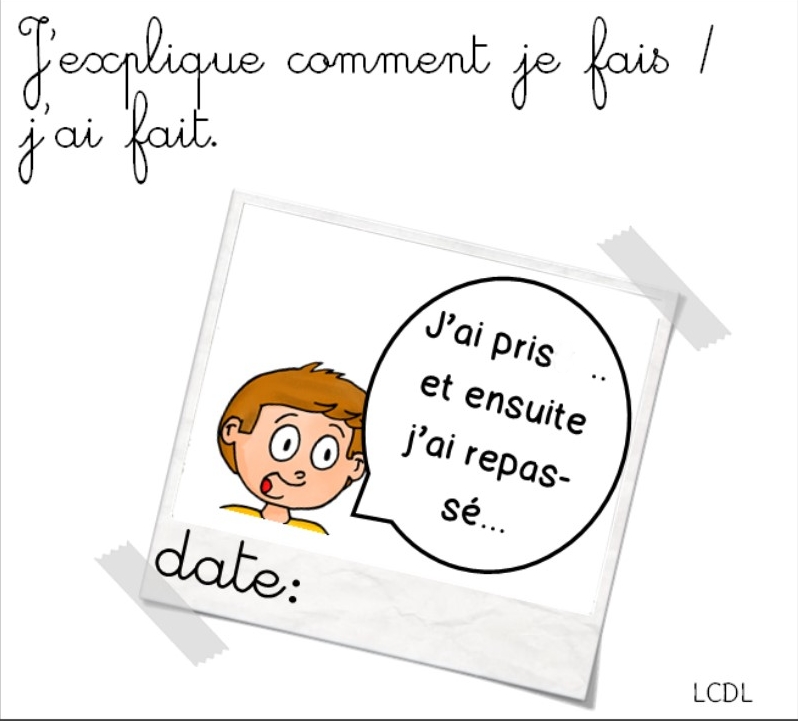 J'explique comment je fais /
j'ai fait.
J'ai pris ..
et ensuite
j'ai repas-
sé...
date:
LCDL